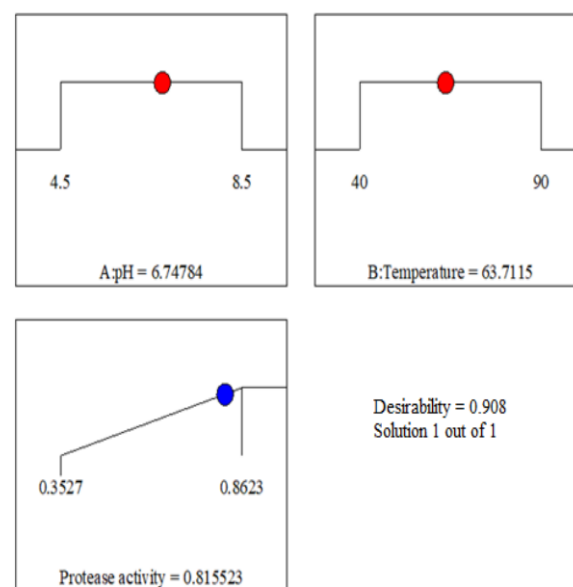 4.5 8.5
A:pH = 6.74784
40 90
B:Temperature = 63.7115
0.3527 0.8623
Protease activity = 0.815523
Desirability = 0.908
Solution 1 out of 1